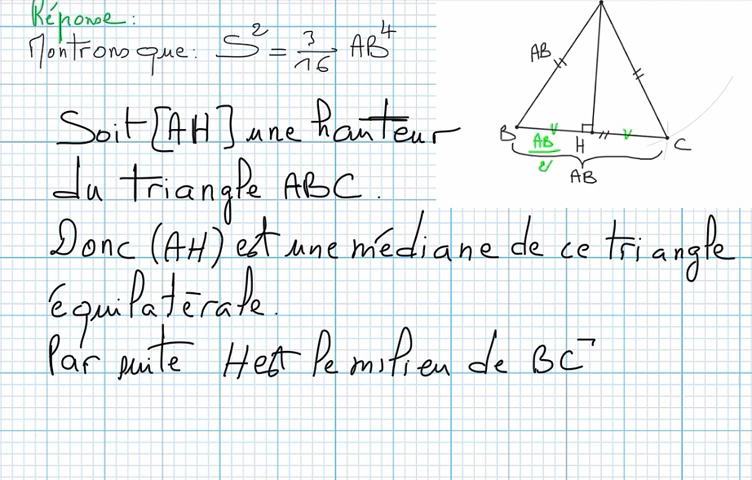 Réponse:
Montrons que: S² = 3/16 AB⁴
Soit [AH] une hauteur
du triangle ABC.
Donc (AH) est une médiane de ce triangle
équilatérale.
Par suite H est le milieu de BC
AB
B
AB/2
H
C
AB